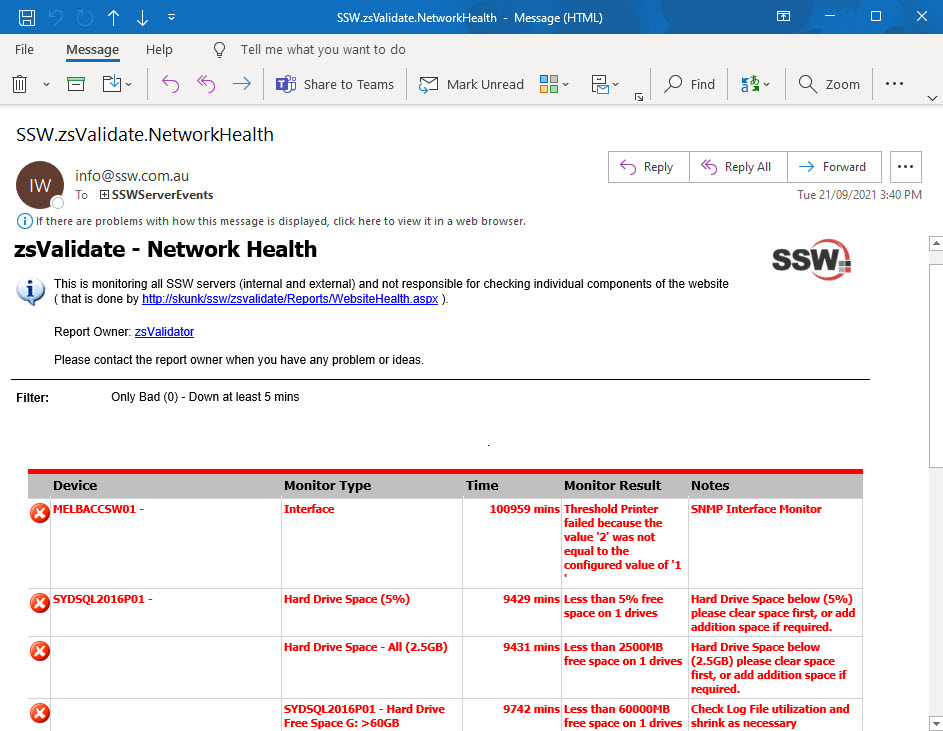 SSW.zsValidate.NetworkHealth - Message (HTML)
File Message Help Tell me what you want to do
Share to Teams Mark Unread Find Zoom
SSW.zsValidate.NetworkHealth
IW
info@ssw.com.au
To SSWServerEvents
Reply Reply All Forward
Tue 21/09/2021 3:40 PM
If there are problems with how this message is displayed, click here to view it in a web browser.
zsValidate - Network Health
SSW
This is monitoring all SSW servers (internal and external) and not responsible for checking individual components of the website
( that is done by http://skunk/ssw/zsvalidate/Reports/WebsiteHealth.aspx ).
Report Owner: zsValidator
Please contact the report owner when you have any problem or ideas.
Filter: Only Bad (0) - Down at least 5 mins
.
Device Monitor Type Time Monitor Result Notes
MELBACCSW01 - Interface 100959 mins Threshold Printer SNMP Interface Monitor
failed because the
value '2' was not
equal to the
configured value of '1
'
SYDSQL2016P01 - Hard Drive Space (5%) 9429 mins Less than 5% free Hard Drive Space below (5%)
space on 1 drives please clear space first, or add
addition space if required.
Hard Drive Space - All (2.5GB) 9431 mins Less than 2500MB Hard Drive Space below
free space on 1 drives (2.5GB) please clear space
first, or add addition space if
required.
SYDSQL2016P01 - Hard Drive 9742 mins Less than 60000MB Check Log File utilization and
Free Space G: >60GB free space on 1 drives shrink as necessary